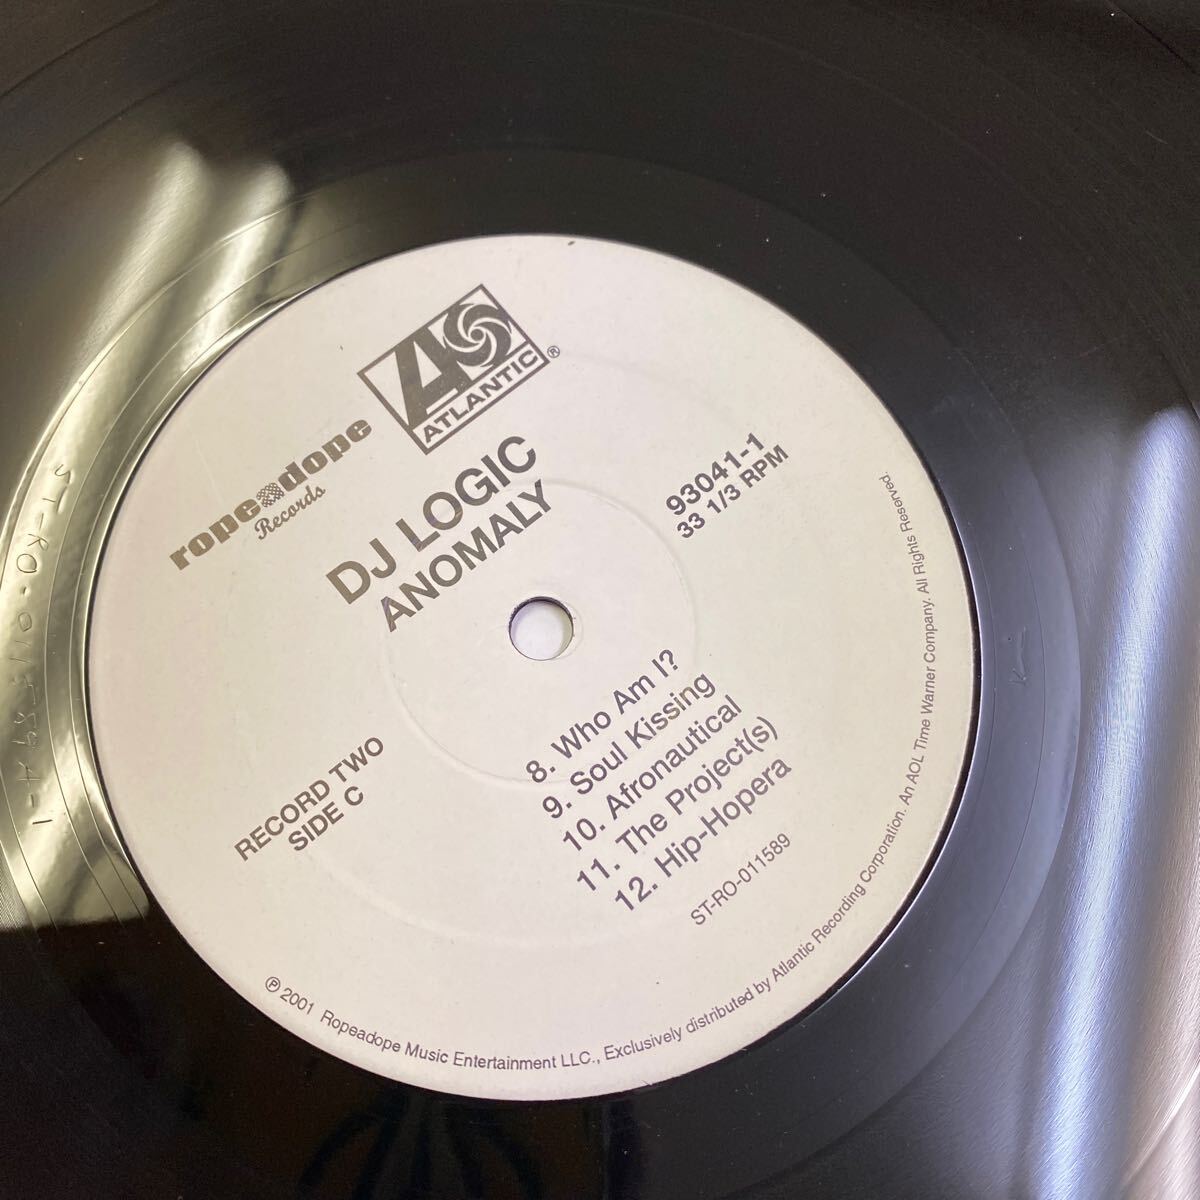 ropeadope
Records
ATLANTIC®
DJ LOGIC
ANOMALY
93041-1
33 1/3 RPM
RECORD TWO
SIDE C
8. Who Am I?
9. Soul Kissing
10. Afronautical
11. The Project(s)
12. Hip-Hopera
ST-RO-011589
℗ 2001 Ropeadope Music Entertainment LLC., Exclusively distributed by Atlantic Recording Corporation. An AOL Time Warner Company. All Rights Reserved.